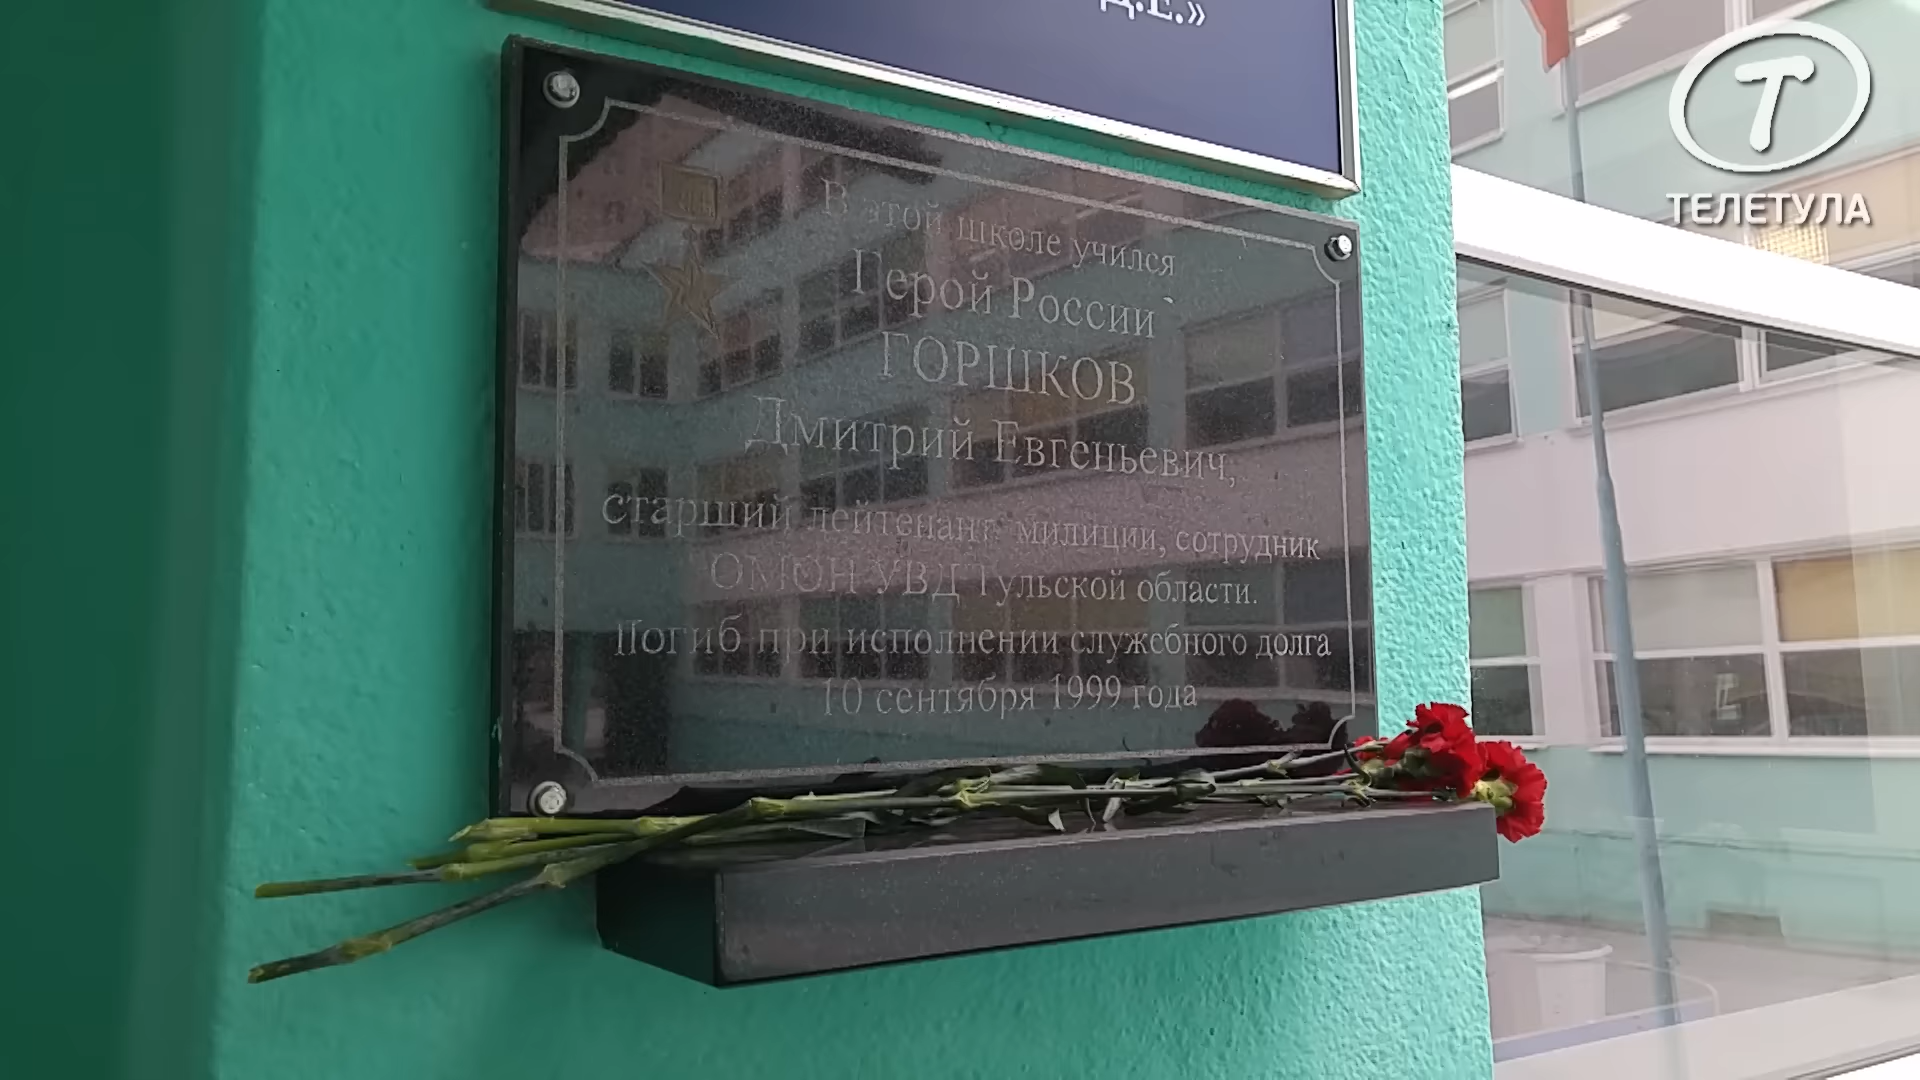 Д.Е.»
Т
ТЕЛЕТУЛА
В этой школе учился
Герой России
ГОРШКОВ
Дмитрий Евгеньевич,
старший лейтенант милиции, сотрудник
ОМОН УВД Тульской области.
Погиб при исполнении служебного долга
10 сентября 1999 года